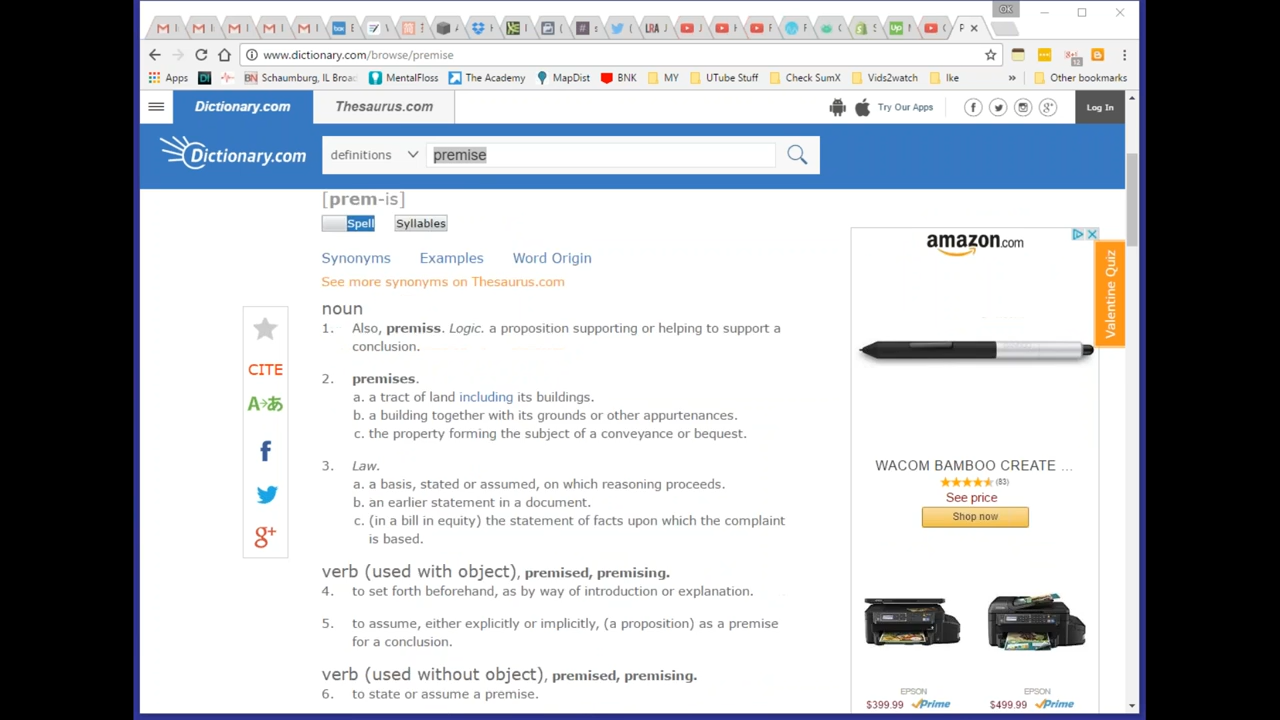 OK
www.dictionary.com/browse/premise
Apps
Schaumburg, IL Broad
MentalFloss
The Academy
MapDist
BNK
MY
UTube Stuff
Check SumX
Vids2watch
Ike
»
Other bookmarks
Dictionary.com
Thesaurus.com
Try Our Apps
Log In
Dictionary.com
definitions
premise
[prem-is]
Spell
Syllables
Synonyms
Examples
Word Origin
See more synonyms on Thesaurus.com
noun
1. Also, premiss. Logic. a proposition supporting or helping to support a
conclusion.
2. premises.
a. a tract of land including its buildings.
b. a building together with its grounds or other appurtenances.
c. the property forming the subject of a conveyance or bequest.
3. Law.
a. a basis, stated or assumed, on which reasoning proceeds.
b. an earlier statement in a document.
c. (in a bill in equity) the statement of facts upon which the complaint
is based.
verb (used with object), premised, premising.
4. to set forth beforehand, as by way of introduction or explanation.
5. to assume, either explicitly or implicitly, (a proposition) as a premise
for a conclusion.
verb (used without object), premised, premising.
6. to state or assume a premise.
CITE
A→あ
amazon.com
WACOM BAMBOO CREATE ...
(83)
See price
Shop now
EPSON
$399.99 Prime
EPSON
$499.99 Prime
Valentine Quiz